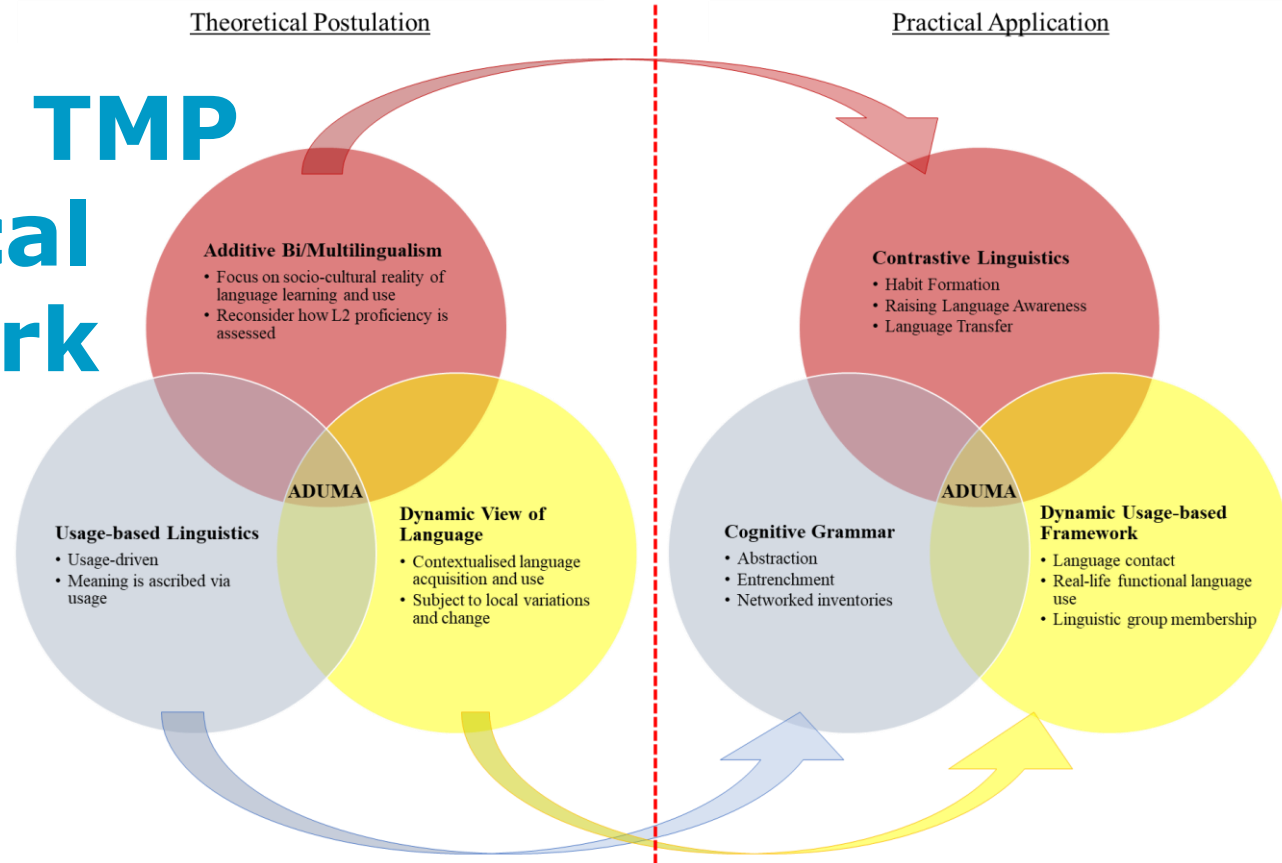 Theoretical Postulation
Practical Application
TMP
cal
rk
Additive Bi/Multilingualism
• Focus on socio-cultural reality of
language learning and use
• Reconsider how L2 proficiency is
assessed
ADUMA
Usage-based Linguistics
• Usage-driven
• Meaning is ascribed via
usage
Dynamic View of
Language
• Contextualised language
acquisition and use
• Subject to local variations
and change
Contrastive Linguistics
• Habit Formation
• Raising Language Awareness
• Language Transfer
ADUMA
Cognitive Grammar
• Abstraction
• Entrenchment
• Networked inventories
Dynamic Usage-based
Framework
• Language contact
• Real-life functional language
use
• Linguistic group membership